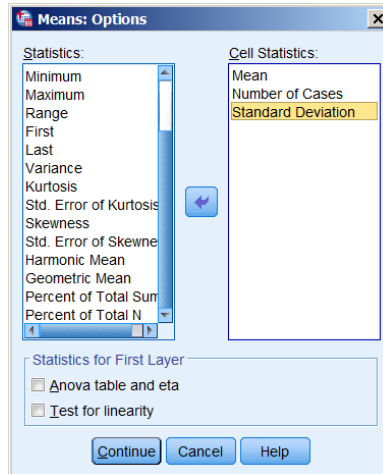 Means: Options
Statistics:
Minimum
Maximum
Range
First
Last
Variance
Kurtosis
Std. Error of Kurtosis
Skewness
Std. Error of Skewne
Harmonic Mean
Geometric Mean
Percent of Total Sum
Percent of Total N
Cell Statistics:
Mean
Number of Cases
Standard Deviation
Statistics for First Layer
Anova table and eta
Test for linearity
Continue Cancel Help